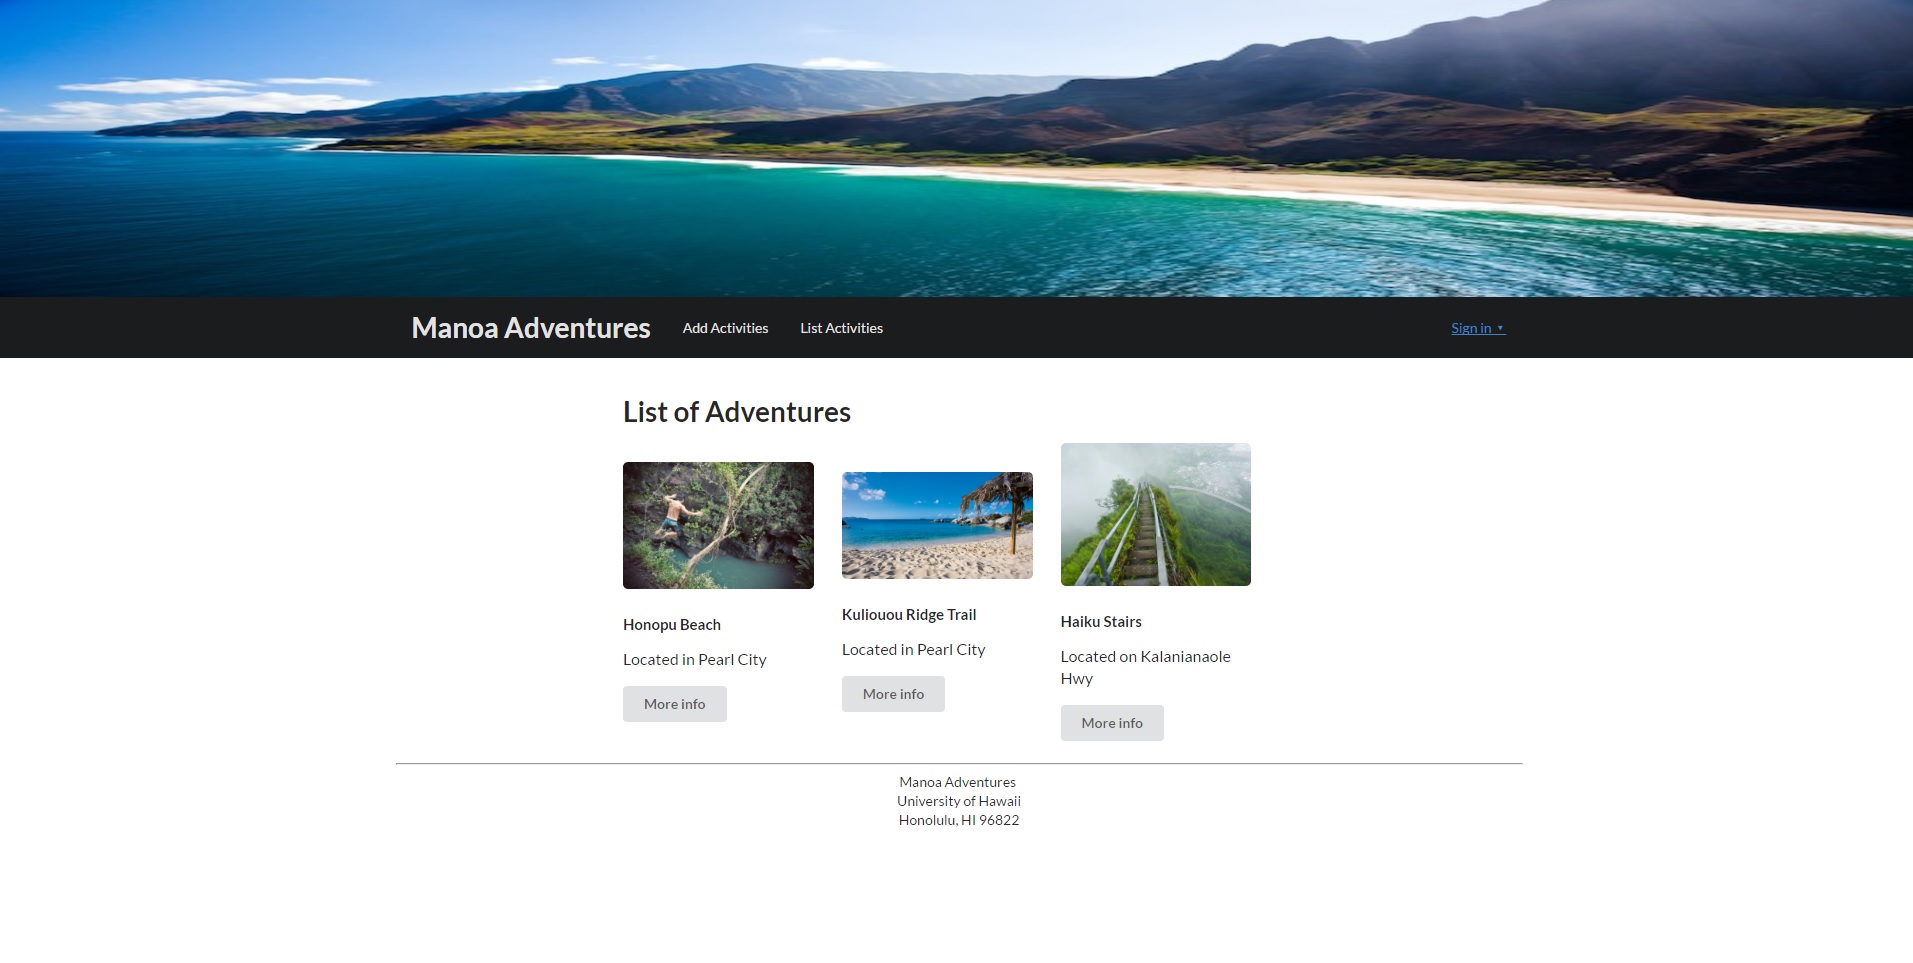 Manoa Adventures
Add Activities
List Activities
Sign in
List of Adventures
Honopu Beach
Located in Pearl City
More info
Kuliouou Ridge Trail
Located in Pearl City
More info
Haiku Stairs
Located on Kalanianaole
Hwy
More info
Manoa Adventures
University of Hawaii
Honolulu, HI 96822